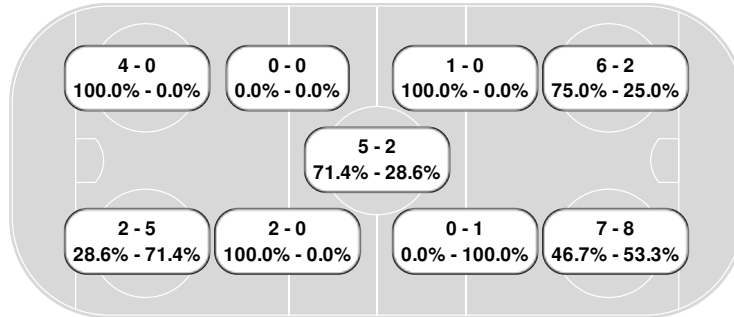 4 - 0
100.0% - 0.0%
0 - 0
0.0% - 0.0%
1 - 0
100.0% - 0.0%
6 - 2
75.0% - 25.0%
5 - 2
71.4% - 28.6%
2 - 5
28.6% - 71.4%
2 - 0
100.0% - 0.0%
0 - 1
0.0% - 100.0%
7 - 8
46.7% - 53.3%